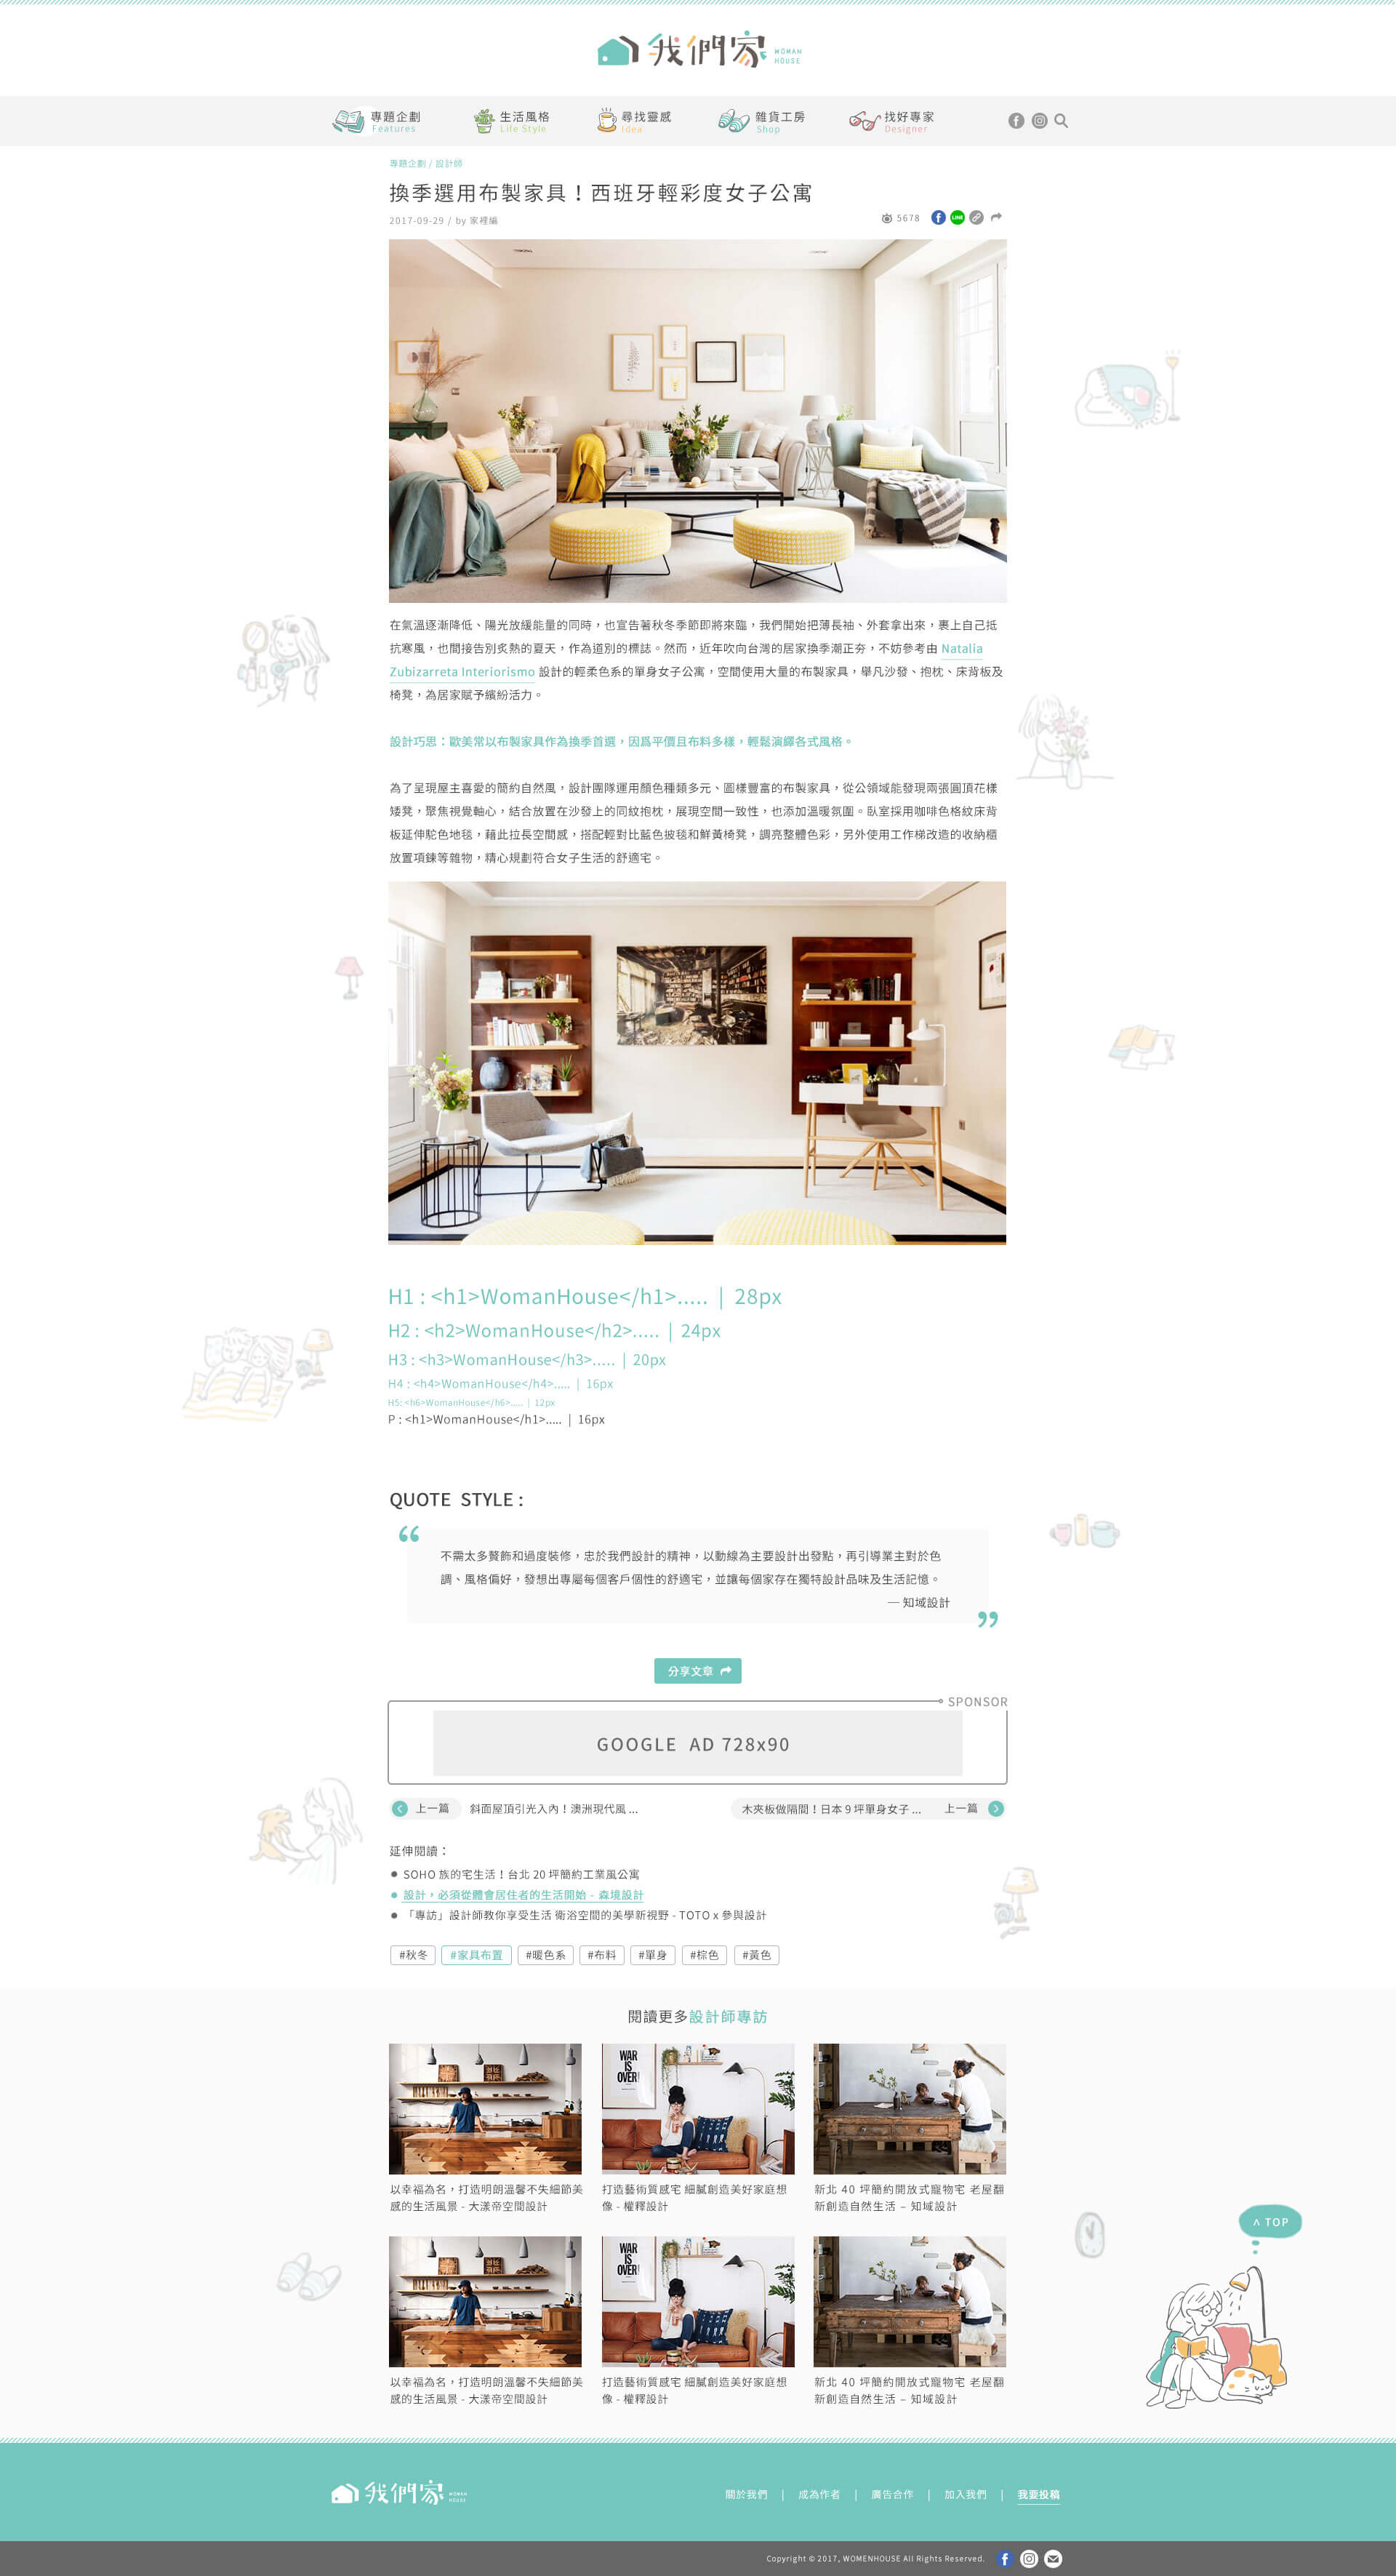 我們家 WOMAN HOUSE
專題企劃 Features
生活風格 Life Style
尋找靈感 Idea
雜貨工房 Shop
找好專家 Designer
專題企劃 / 設計師
換季選用布製家具！西班牙輕彩度女子公寓
2017-09-29 / by 家裡編
5678
LINE
在氣溫逐漸降低、陽光放緩能量的同時，也宣告著秋冬季節即將來臨，我們開始把薄長袖、外套拿出來，裹上自己抵
抗寒風，也間接告別炙熱的夏天，作為道別的標誌。然而，近年吹向台灣的居家換季潮正夯，不妨參考由 Natalia
Zubizarreta Interiorismo 設計的輕柔色系的單身女子公寓，空間使用大量的布製家具，舉凡沙發、抱枕、床背板及
椅凳，為居家賦予繽紛活力。
設計巧思：歐美常以布製家具作為換季首選，因爲平價且布料多樣，輕鬆演繹各式風格。
為了呈現屋主喜愛的簡約自然風，設計團隊運用顏色種類多元、圖樣豐富的布製家具，從公領域能發現兩張圓頂花樣
矮凳，聚焦視覺軸心，結合放置在沙發上的同紋抱枕，展現空間一致性，也添加溫暖氛圍。臥室採用咖啡色格紋床背
板延伸駝色地毯，藉此拉長空間感，搭配輕對比藍色披毯和鮮黃椅凳，調亮整體色彩，另外使用工作梯改造的收納櫃
放置項鍊等雜物，精心規劃符合女子生活的舒適宅。
H1 : <h1>WomanHouse</h1>..... | 28px
H2 : <h2>WomanHouse</h2>..... | 24px
H3 : <h3>WomanHouse</h3>..... | 20px
H4 : <h4>WomanHouse</h4>..... | 16px
H5: <h6>WomanHouse</h6>..... | 12px
P : <h1>WomanHouse</h1>..... | 16px
QUOTE STYLE :
“
不需太多贅飾和過度裝修，忠於我們設計的精神，以動線為主要設計出發點，再引導業主對於色
調、風格偏好，發想出專屬每個客戶個性的舒適宅，並讓每個家存在獨特設計品味及生活記憶。
— 知域設計
”
分享文章
SPONSOR
GOOGLE AD 728x90
上一篇 斜面屋頂引光入內！澳洲現代風 ...
木夾板做隔間！日本 9 坪單身女子 ... 上一篇
延伸閱讀：
● SOHO 族的宅生活！台北 20 坪簡約工業風公寓
● 設計，必須從體會居住者的生活開始 - 森境設計
● 「專訪」設計師教你享受生活 衛浴空間的美學新視野 - TOTO x 參與設計
#秋冬 #家具布置 #暖色系 #布料 #單身 #棕色 #黃色
閱讀更多設計師專訪
WAR IS OVER!
以幸福為名，打造明朗溫馨不失細節美
感的生活風景 - 大漾帝空間設計
打造藝術質感宅 細膩創造美好家庭想
像 - 權釋設計
新北 40 坪簡約開放式寵物宅 老屋翻
新創造自然生活 – 知域設計
∧ TOP
WAR IS OVER!
以幸福為名，打造明朗溫馨不失細節美
感的生活風景 - 大漾帝空間設計
打造藝術質感宅 細膩創造美好家庭想
像 - 權釋設計
新北 40 坪簡約開放式寵物宅 老屋翻
新創造自然生活 – 知域設計
我們家 WOMAN HOUSE
關於我們 | 成為作者 | 廣告合作 | 加入我們 | 我要投稿
Copyright © 2017, WOMENHOUSE All Rights Reserved.